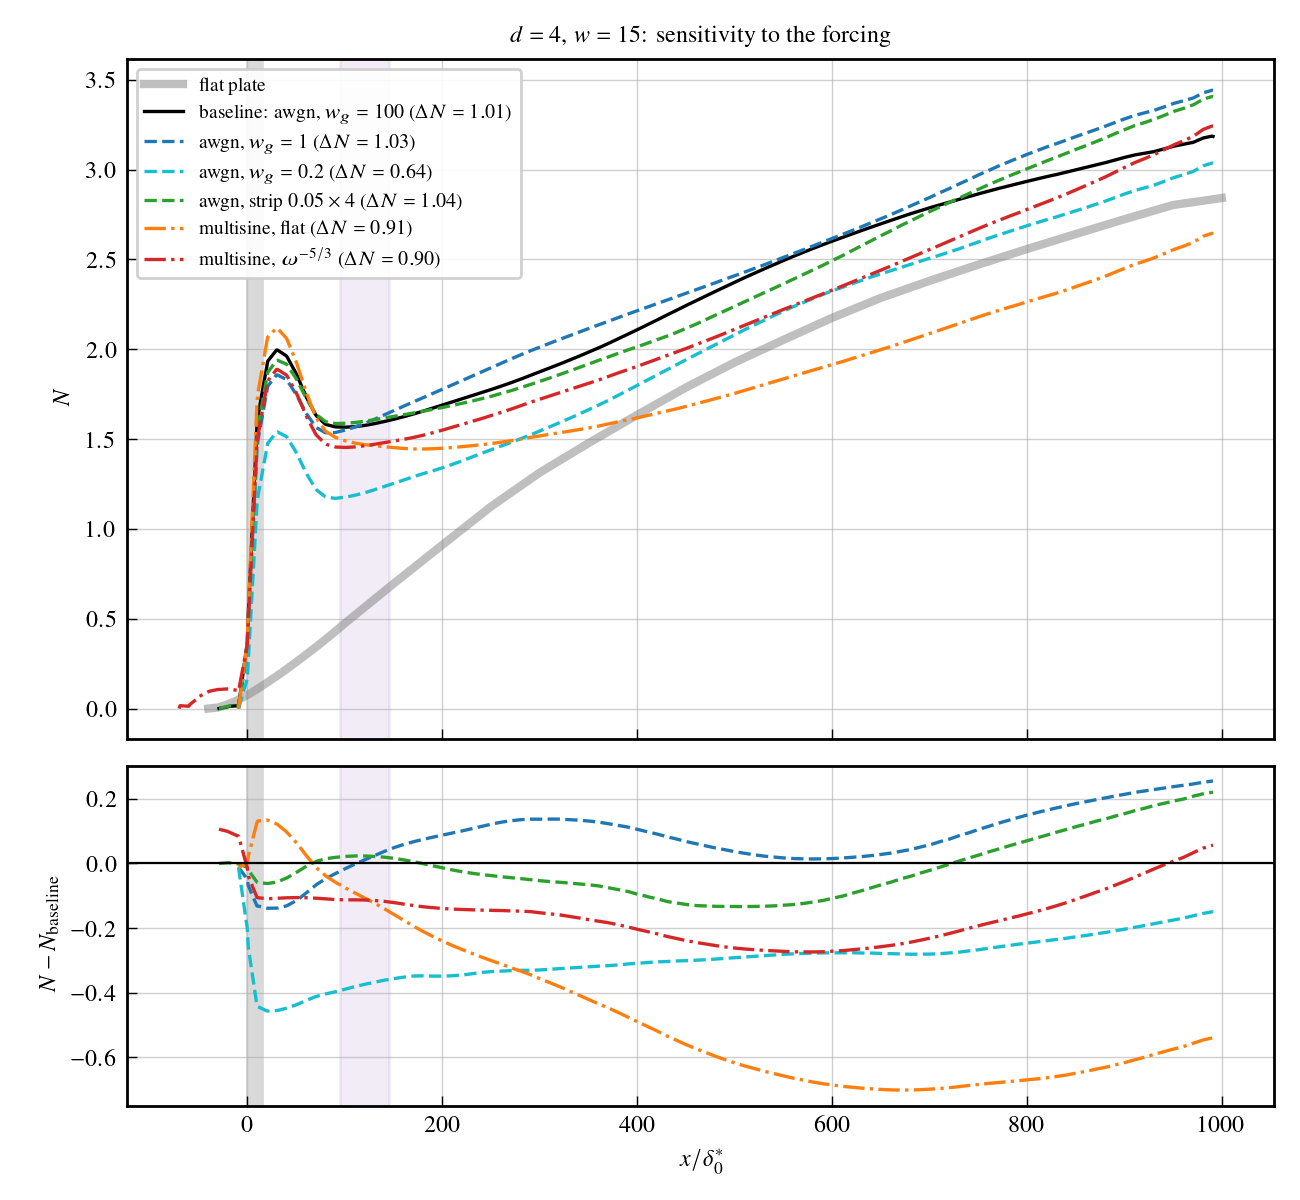 d = 4, w = 15: sensitivity to the forcing
3.5
3.0
2.5
2.0
1.5
1.0
0.5
0.0
N
flat plate
baseline: awgn, w_g = 100 (ΔN = 1.01)
awgn, w_g = 1 (ΔN = 1.03)
awgn, w_g = 0.2 (ΔN = 0.64)
awgn, strip 0.05 × 4 (ΔN = 1.04)
multisine, flat (ΔN = 0.91)
multisine, ω^{−5/3} (ΔN = 0.90)
0.2
0.0
−0.2
−0.4
−0.6
N − N_baseline
0 200 400 600 800 1000
x/δ_0^*